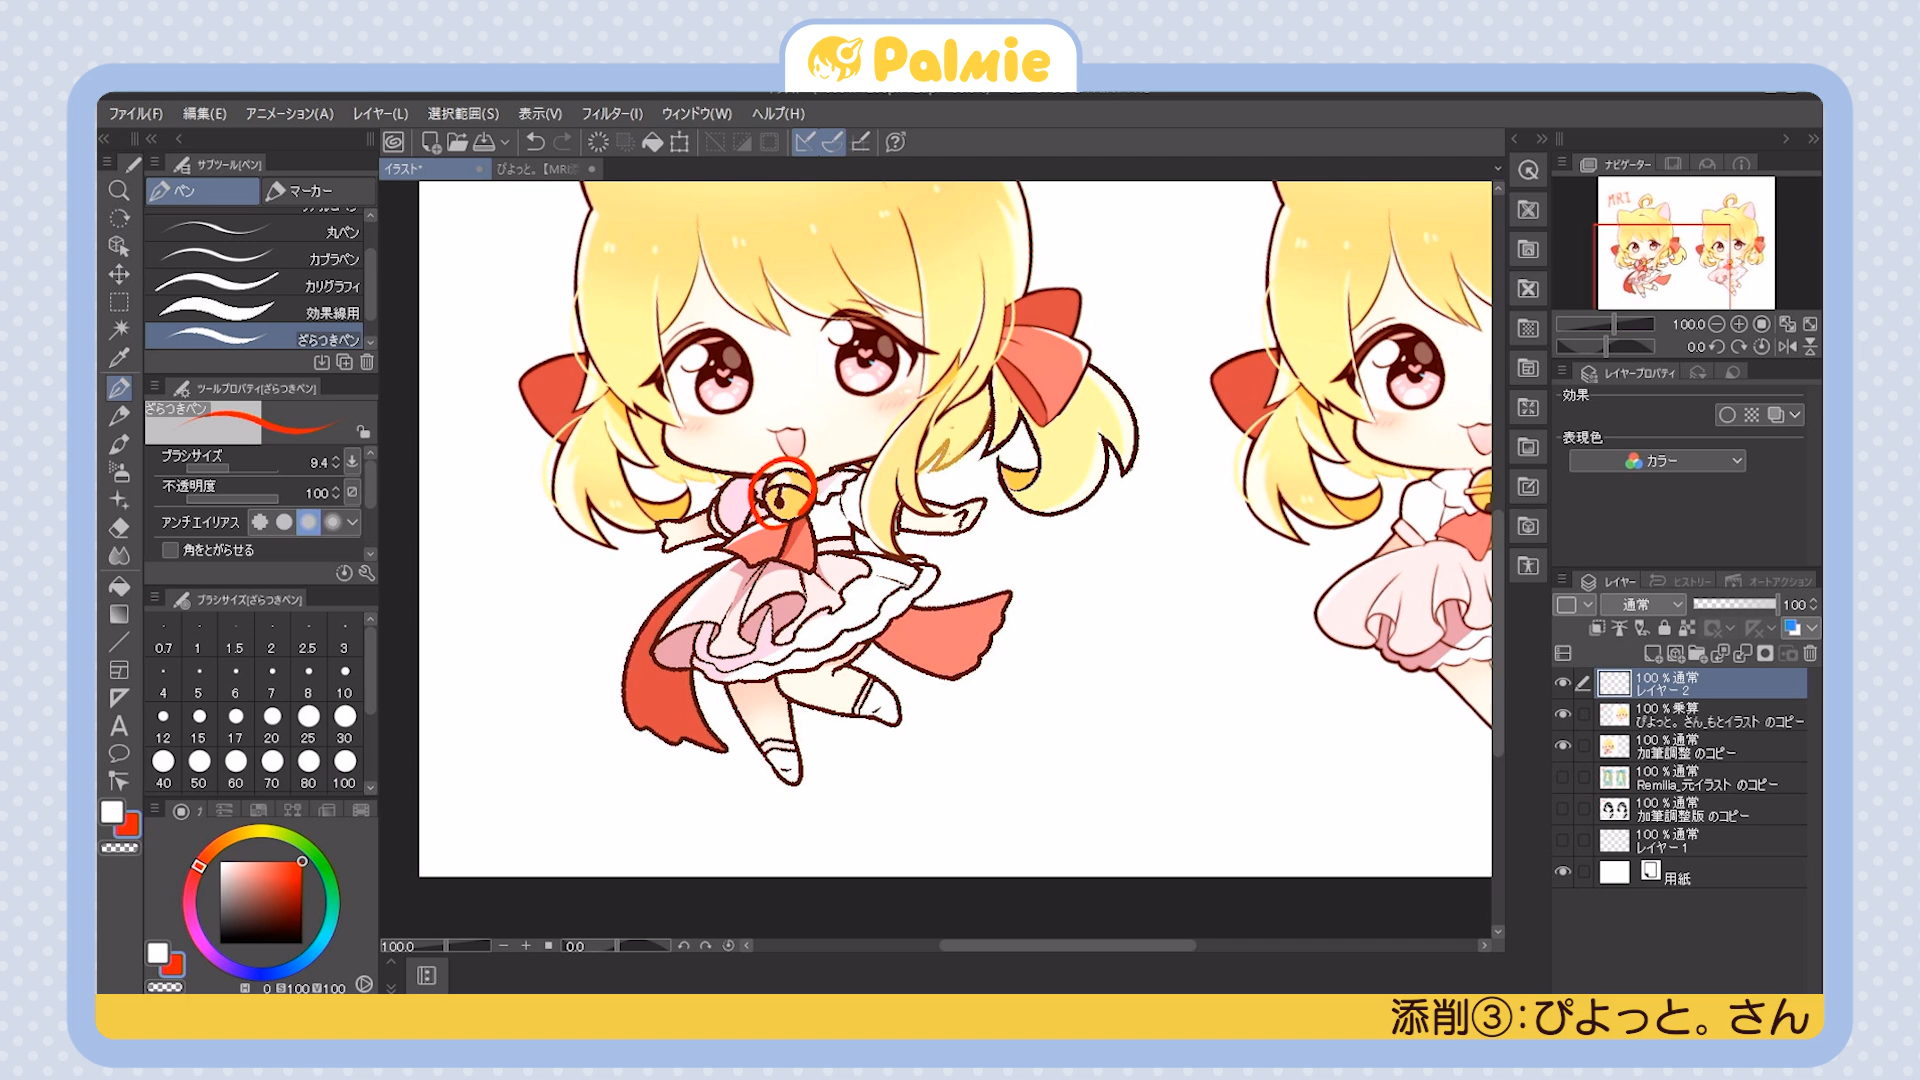 Palmie
ファイル(F) 編集(E) アニメーション(A) レイヤー(L) 選択範囲(S) 表示(V) フィルター(I) ウィンドウ(W) ヘルプ(H)
サブツール[ペン]
イラスト*
ぴよっと。【MRI
ペン
マーカー
丸ペン
カブラペン
カリグラフィ
効果線用
ざらつきペン
ツールプロパティ[ざらつきペン]
ざらつきペン
ブラシサイズ 9.4
不透明度 100
アンチエイリアス
角をとがらせる
ブラシサイズ[ざらつきペン]
0.7 1 1.5 2 2.5 3
4 5 6 7 8 10
12 15 17 20 25 30
40 50 60 70 80 100
H 0 S 100 V 100
100.0
0.0
ナビゲーター
MRI
100.0
0.0
レイヤープロパティ
効果
表現色
カラー
レイヤー ヒストリー オートアクション
通常 100
100 %通常
レイヤー 2
100 %乗算
ぴよっと。さん_もとイラスト のコピー
100 %通常
加筆調整 のコピー
100 %通常
Remilia_元イラスト のコピー
100 %通常
加筆調整版 のコピー
100 %通常
レイヤー 1
用紙
添削③:ぴよっと。さん